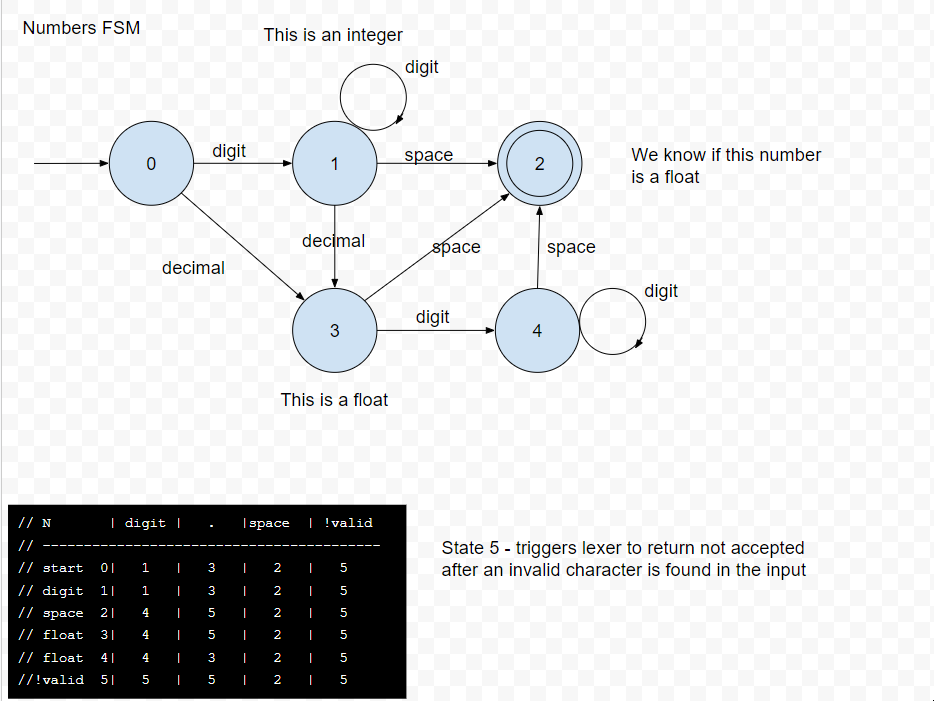 Numbers FSM
This is an integer
digit
0
digit
1
space
2
We know if this number
is a float
decimal
decimal
space
space
3
digit
4
digit
This is a float
// N | digit | . |space | !valid
// -----------------------------------------
// start 0| 1 | 3 | 2 | 5
// digit 1| 1 | 3 | 2 | 5
// space 2| 4 | 5 | 2 | 5
// float 3| 4 | 5 | 2 | 5
// float 4| 4 | 3 | 2 | 5
//!valid 5| 5 | 5 | 2 | 5
State 5 - triggers lexer to return not accepted
after an invalid character is found in the input